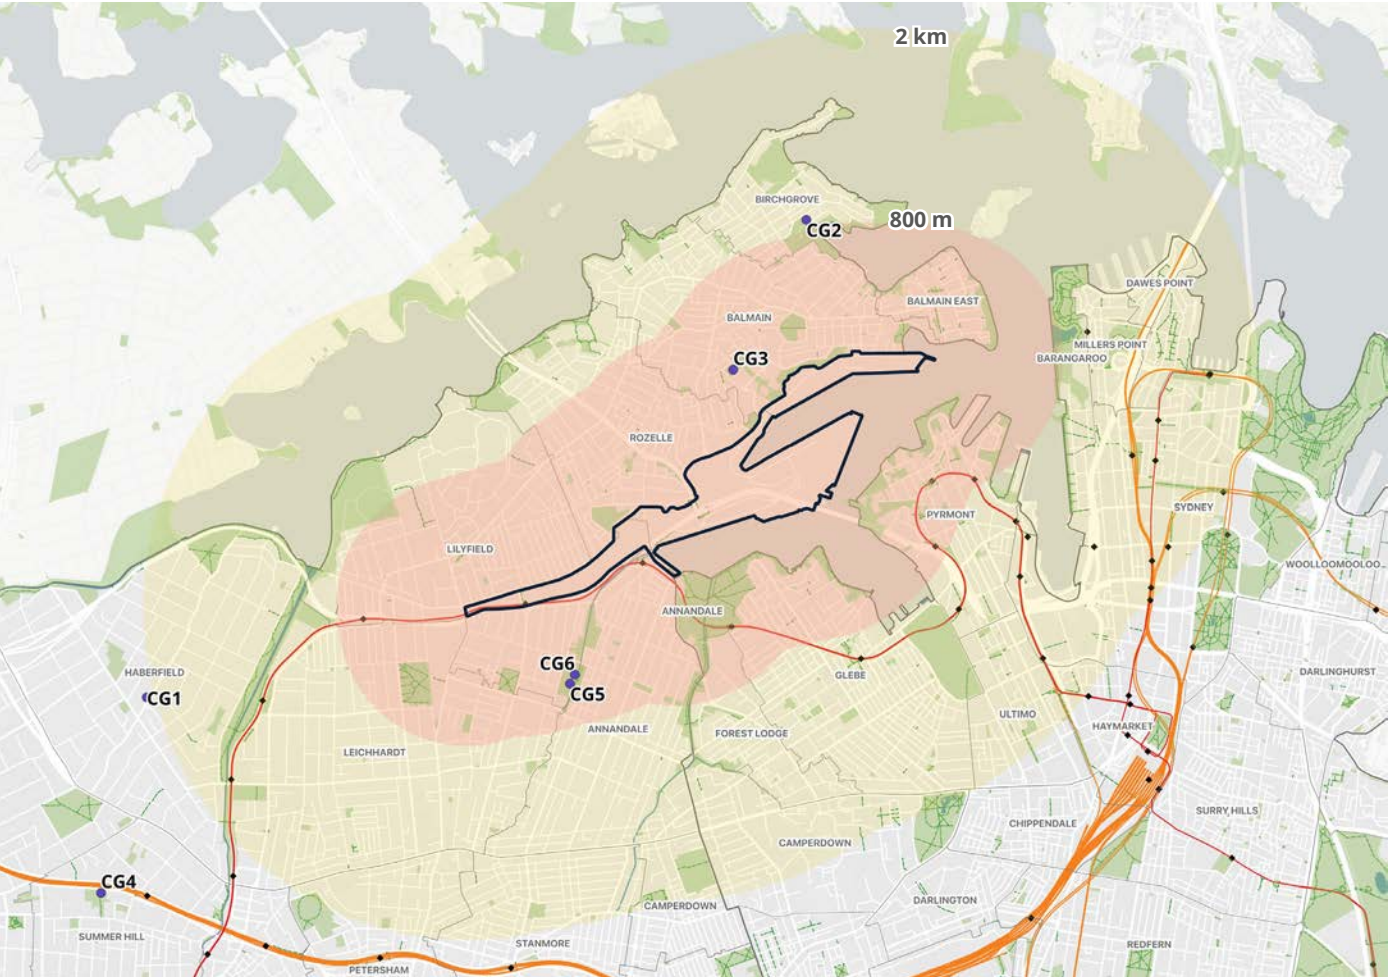 2 km
BIRCHGROVE
CG2
800 m
DAWES POINT
BALMAIN EAST
BALMAIN
MILLERS POINT
BARANGAROO
CG3
ROZELLE
SYDNEY
PYRMONT
LILYFIELD
WOOLLOOMOOLOO...
ANNANDALE
HABERFIELD
CG6
CG5
CG1
GLEBE
DARLINGHURST
ULTIMO
HAYMARKET
ANNANDALE
FOREST LODGE
LEICHHARDT
SURRY HILLS
CHIPPENDALE
CAMPERDOWN
CG4
DARLINGTON
CAMPERDOWN
SUMMER HILL
STANMORE
REDFERN
PETERSHAM